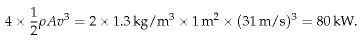 4 × 1/2 ρAv³ = 2 × 1.3 kg/m³ × 1 m² × (31 m/s)³ = 80 kW.